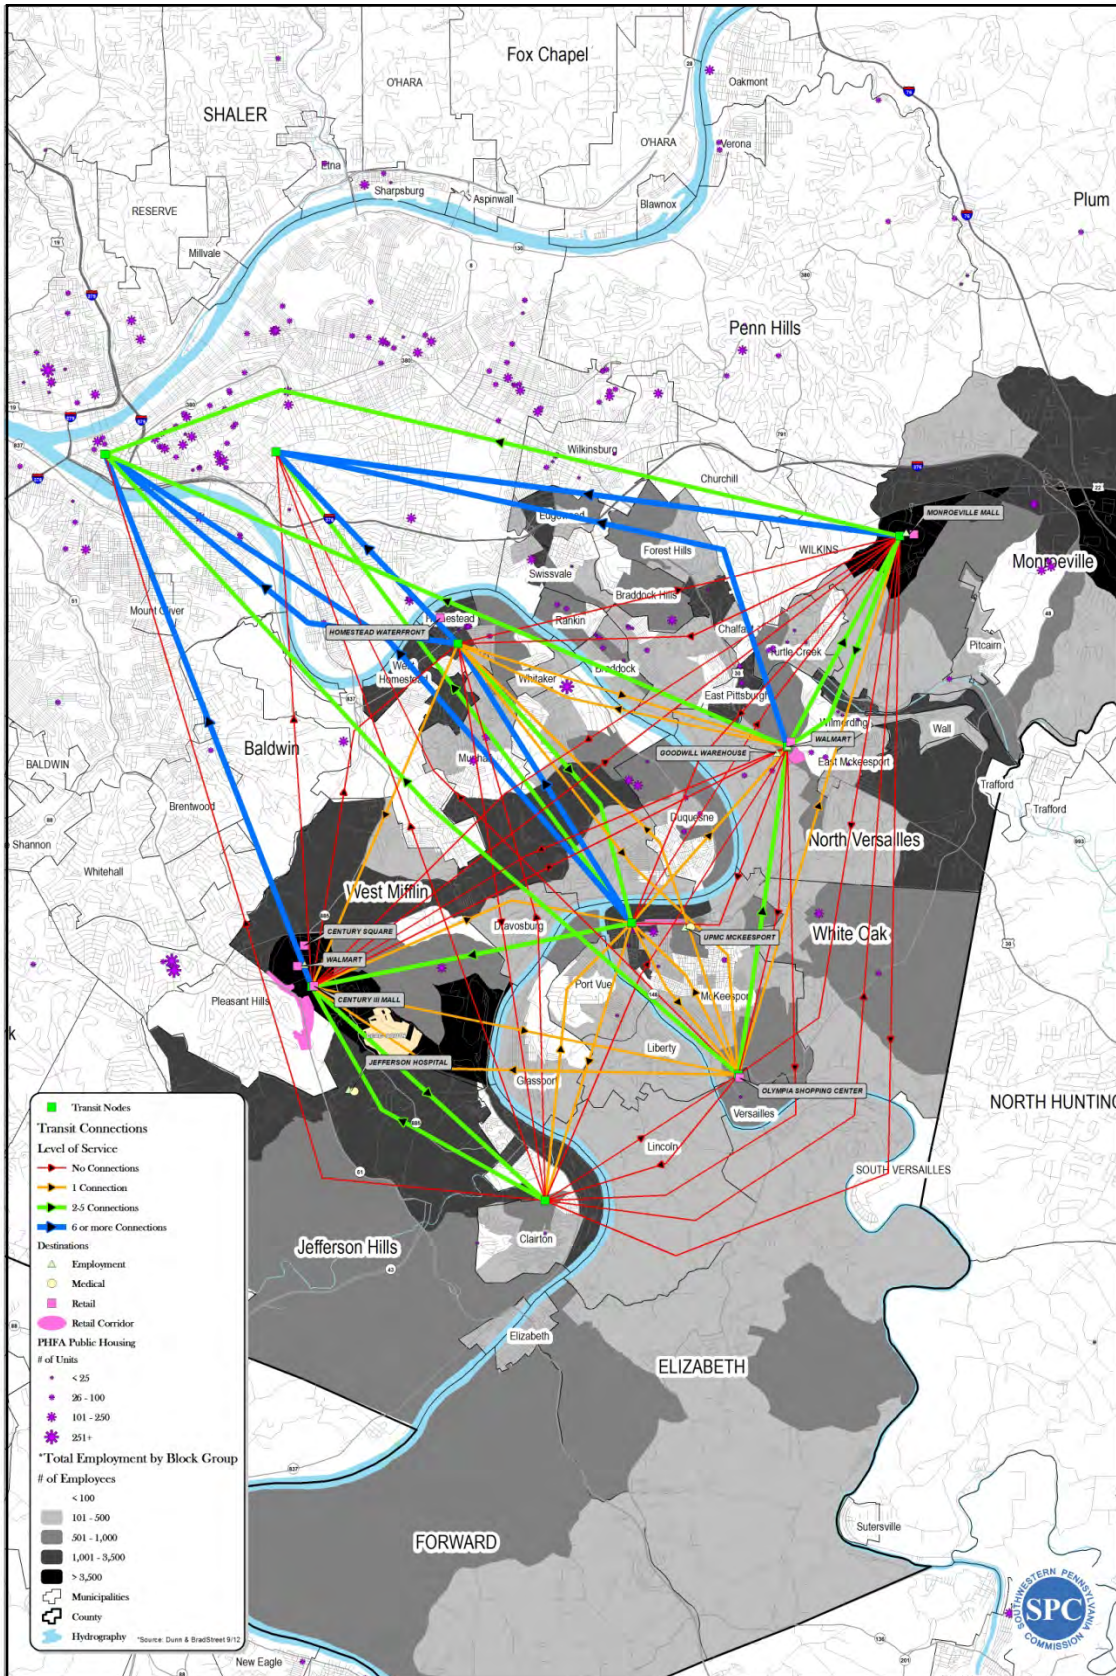 Fox Chapel
O'HARA
Oakmont
SHALER
O'HARA
Verona
Etna
Sharpsburg
Aspinwall
Blawnox
Plum
RESERVE
Millvale
Penn Hills
Wilkinsburg
Churchill
MONROEVILLE MALL
Edgewood
Forest Hills
WILKINS
Monroeville
Swissvale
Braddock Hills
Mount Oliver
Homestead
Rankin
Chalfant
Turtle Creek
HOMESTEAD WATERFRONT
Pitcairn
West
Homestead
Whitaker
Braddock
East Pittsburgh
Wilmerding
Wall
Baldwin
Munhall
GOODWILL WAREHOUSE
WALMART
East Mckeesport
BALDWIN
Trafford
Brentwood
Trafford
Duquesne
Shannon
North Versailles
Whitehall
West Mifflin
Dravosburg
CENTURY SQUARE
UPMC MCKEESPORT
White Oak
WALMART
Port Vue
McKeesport
Pleasant Hills
CENTURY III MALL
Liberty
JEFFERSON HOSPITAL
Glassport
OLYMPIA SHOPPING CENTER
Versailles
NORTH HUNTING
Lincoln
SOUTH VERSAILLES
Clairton
Jefferson Hills
Elizabeth
ELIZABETH
Sutersville
FORWARD
New Eagle
Transit Nodes
Transit Connections
Level of Service
No Connections
1 Connection
2-5 Connections
6 or more Connections
Destinations
Employment
Medical
Retail
Retail Corridor
PHFA Public Housing
# of Units
< 25
26 - 100
101 - 250
251+
*Total Employment by Block Group
# of Employees
< 100
101 - 500
501 - 1,000
1,001 - 3,500
> 3,500
Municipalities
County
Hydrography
*Source: Dunn & BradStreet 9/12
SOUTHWESTERN PENNSYLVANIA
SPC
COMMISSION